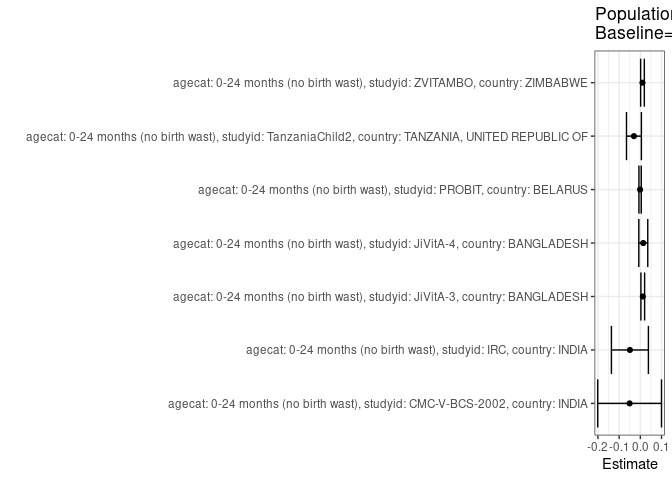 Population
Baseline=
agecat: 0-24 months (no birth wast), studyid: ZVITAMBO, country: ZIMBABWE
agecat: 0-24 months (no birth wast), studyid: TanzaniaChild2, country: TANZANIA, UNITED REPUBLIC OF
agecat: 0-24 months (no birth wast), studyid: PROBIT, country: BELARUS
agecat: 0-24 months (no birth wast), studyid: JiVitA-4, country: BANGLADESH
agecat: 0-24 months (no birth wast), studyid: JiVitA-3, country: BANGLADESH
agecat: 0-24 months (no birth wast), studyid: IRC, country: INDIA
agecat: 0-24 months (no birth wast), studyid: CMC-V-BCS-2002, country: INDIA
-0.2 -0.1 0.0 0.1
Estimate